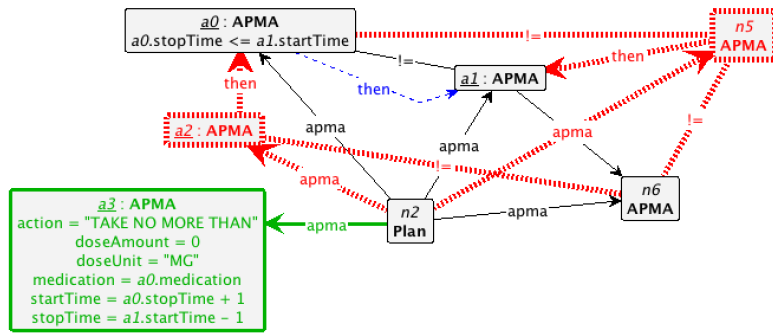 a0 : APMA
a0.stopTime <= a1.startTime
!=
n5
APMA
!=
then
a1 : APMA
then
then
a2 : APMA
apma
apma
apma
!=
!=
apma
n6
APMA
a3 : APMA
action = "TAKE NO MORE THAN"
doseAmount = 0
doseUnit = "MG"
medication = a0.medication
startTime = a0.stopTime + 1
stopTime = a1.startTime − 1
apma
apma
n2
Plan
apma